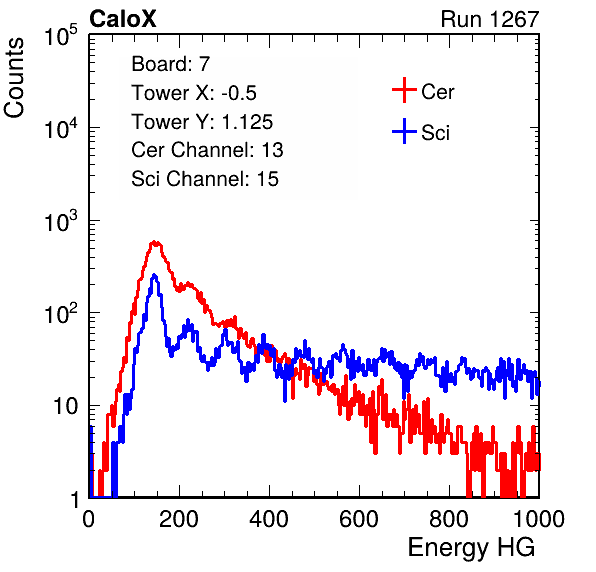 CaloX Run 1267
Counts
10^5
10^4
10^3
10^2
10
1
Board: 7
Tower X: -0.5
Tower Y: 1.125
Cer Channel: 13
Sci Channel: 15
Cer
Sci
0 200 400 600 800 1000
Energy HG